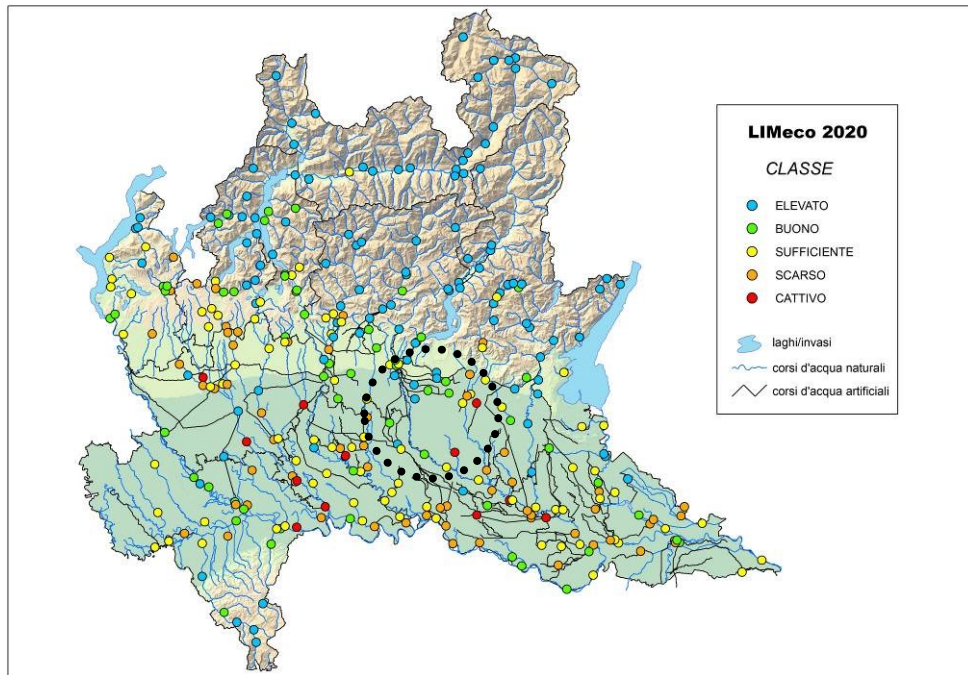 LIMeco 2020
CLASSE
ELEVATO
BUONO
SUFFICIENTE
SCARSO
CATTIVO
laghi/invasi
corsi d'acqua naturali
corsi d'acqua artificiali